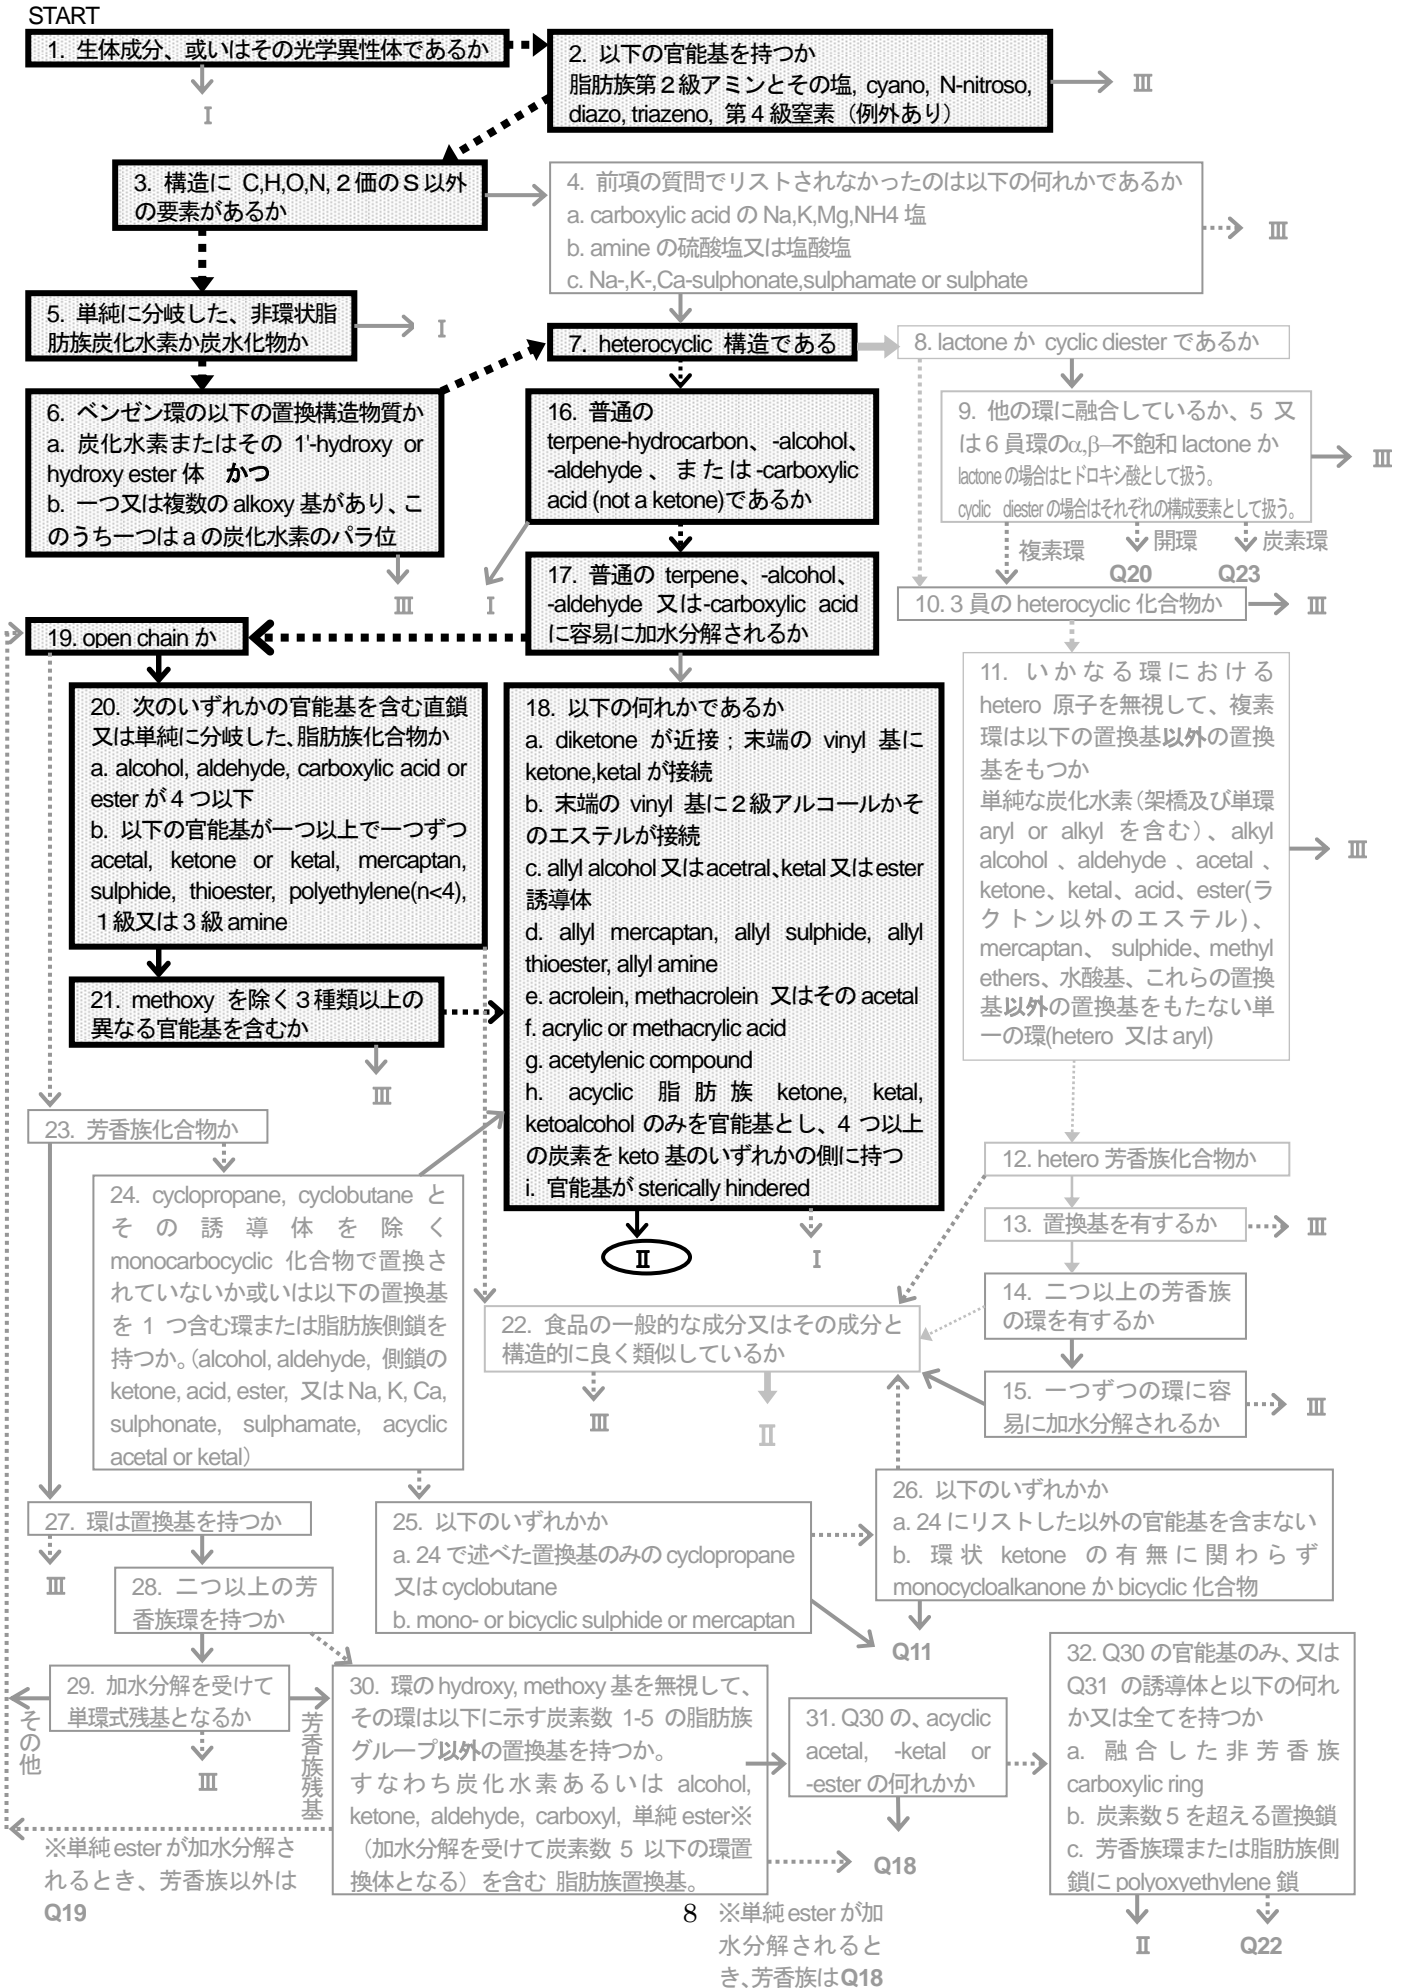 START
1. 生体成分、或いはその光学異性体であるか
I
2. 以下の官能基を持つか
脂肪族第２級アミンとその塩, cyano, N-nitroso,
diazo, triazeno, 第４級窒素（例外あり）
Ⅲ
3. 構造に C,H,O,N,２価のＳ以外
の要素があるか
4. 前項の質問でリストされなかったのは以下の何れかであるか
a. carboxylic acid の Na,K,Mg,NH4 塩
b. amine の硫酸塩又は塩酸塩
c. Na-,K-,Ca-sulphonate,sulphamate or sulphate
Ⅲ
5. 単純に分岐した、非環状脂
肪族炭化水素か炭水化物か
I
6. ベンゼン環の以下の置換構造物質か
a. 炭化水素またはその 1'-hydroxy or
hydroxy ester 体　かつ
b. 一つ又は複数の alkoxy 基があり、こ
のうち一つはａの炭化水素のパラ位
Ⅲ
7. heterocyclic 構造である
8. lactone か cyclic diester であるか
9. 他の環に融合しているか、５又
は６員環のα,β–不飽和 lactone か
lactone の場合はヒドロキシ酸として扱う。
cyclic diester の場合はそれぞれの構成要素として扱う。
Ⅲ
複素環
開環
炭素環
Q20
Q23
10. 3 員の heterocyclic 化合物か
Ⅲ
16. 普通の
terpene-hydrocarbon、-alcohol、
-aldehyde 、または-carboxylic
acid (not a ketone)であるか
I
17. 普通の terpene、-alcohol、
-aldehyde 又は-carboxylic acid
に容易に加水分解されるか
19. open chain か
20. 次のいずれかの官能基を含む直鎖
又は単純に分岐した、脂肪族化合物か
a. alcohol, aldehyde, carboxylic acid or
ester が４つ以下
b. 以下の官能基が一つ以上で一つずつ
acetal, ketone or ketal, mercaptan,
sulphide, thioester, polyethylene(n<4),
１級又は３級 amine
21. methoxy を除く３種類以上の
異なる官能基を含むか
Ⅲ
18. 以下の何れかであるか
a. diketone が近接；末端の vinyl 基に
ketone,ketal が接続
b. 末端の vinyl 基に２級アルコールかそ
のエステルが接続
c. allyl alcohol 又は acetral、ketal 又は ester
誘導体
d. allyl mercaptan, allyl sulphide, allyl
thioester, allyl amine
e. acrolein, methacrolein 又はその acetal
f. acrylic or methacrylic acid
g. acetylenic compound
h. acyclic 脂肪族 ketone, ketal,
ketoalcohol のみを官能基とし、４つ以上
の炭素を keto 基のいずれかの側に持つ
i. 官能基が sterically hindered
Ⅱ
I
11. いかなる環における
hetero 原子を無視して、複素
環は以下の置換基以外の置換
基をもつか
単純な炭化水素（架橋及び単環
aryl or alkyl を含む）、alkyl
alcohol 、aldehyde 、acetal 、
ketone、ketal、acid、ester(ラ
クトン以外のエステル)、
mercaptan、 sulphide、methyl
ethers、水酸基、これらの置換
基以外の置換基をもたない単
一の環(hetero 又は aryl)
Ⅲ
12. hetero 芳香族化合物か
13. 置換基を有するか
Ⅲ
14. 二つ以上の芳香族
の環を有するか
15. 一つずつの環に容
易に加水分解されるか
Ⅲ
22. 食品の一般的な成分又はその成分と
構造的に良く類似しているか
Ⅲ
Ⅱ
23. 芳香族化合物か
24. cyclopropane, cyclobutane と
その誘導体を除く
monocarbocyclic 化合物で置換さ
れていないか或いは以下の置換基
を 1 つ含む環または脂肪族側鎖を
持つか。（alcohol, aldehyde, 側鎖の
ketone, acid, ester, 又は Na, K, Ca,
sulphonate, sulphamate, acyclic
acetal or ketal）
25. 以下のいずれかか
a. 24 で述べた置換基のみの cyclopropane
又は cyclobutane
b. mono- or bicyclic sulphide or mercaptan
26. 以下のいずれかか
a. 24 にリストした以外の官能基を含まない
b. 環状 ketone の有無に関わらず
monocycloalkanone か bicyclic 化合物
Q11
27. 環は置換基を持つか
Ⅲ
28. 二つ以上の芳
香族環を持つか
29. 加水分解を受けて
単環式残基となるか
その他
芳香族残基
Ⅲ
※単純 ester が加水分解さ
れるとき、芳香族以外は
Q19
30. 環の hydroxy, methoxy 基を無視して、
その環は以下に示す炭素数 1-5 の脂肪族
グループ以外の置換基を持つか。
すなわち炭化水素あるいは alcohol,
ketone, aldehyde, carboxyl, 単純 ester※
（加水分解を受けて炭素数 5 以下の環置
換体となる）を含む 脂肪族置換基。
31. Q30 の、acyclic
acetal, -ketal or
-ester の何れかか
Q18
32. Q30 の官能基のみ、又は
Q31 の誘導体と以下の何れ
か又は全てを持つか
a. 融合した非芳香族
carboxylic ring
b. 炭素数 5 を超える置換鎖
c. 芳香族環または脂肪族側
鎖に polyoxyethylene 鎖
Ⅱ
Q22
8
※単純 ester が加
水分解されると
き、芳香族は Q18